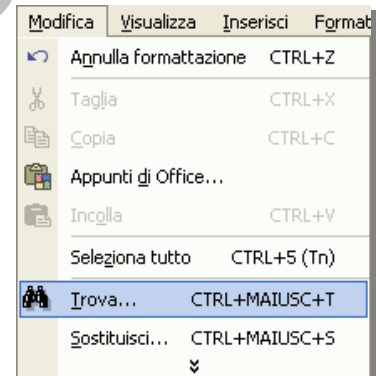 Modifica Visualizza Inserisci Format
Annulla formattazione CTRL+Z
Taglia CTRL+X
Copia CTRL+C
Appunti di Office...
Incolla CTRL+V
Seleziona tutto CTRL+5 (Tn)
Trova... CTRL+MAIUSC+T
Sostituisci... CTRL+MAIUSC+S